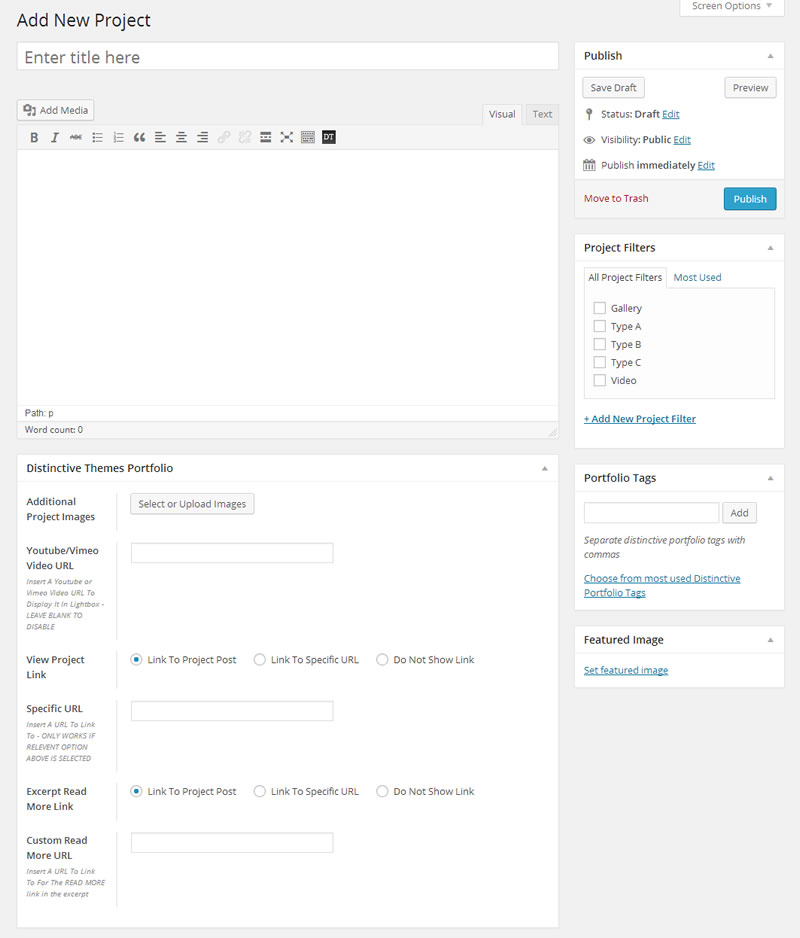 Screen Options
Add New Project
Enter title here
Add Media
Visual
Text
B I ABC DT
Path: p
Word count: 0
Distinctive Themes Portfolio
Additional
Project Images
Select or Upload Images
Youtube/Vimeo
Video URL
Insert A Youtube or
Vimeo Video URL To
Display It In Lightbox -
LEAVE BLANK TO
DISABLE
View Project
Link
Link To Project Post
Link To Specific URL
Do Not Show Link
Specific URL
Insert A URL To Link
To - ONLY WORKS IF
RELEVENT OPTION
ABOVE IS SELECTED
Excerpt Read
More Link
Link To Project Post
Link To Specific URL
Do Not Show Link
Custom Read
More URL
Insert A URL To Link
To For The READ MORE
link in the excerpt
Publish
Save Draft
Preview
Status: Draft Edit
Visibility: Public Edit
Publish immediately Edit
Move to Trash
Publish
Project Filters
All Project Filters
Most Used
Gallery
Type A
Type B
Type C
Video
+ Add New Project Filter
Portfolio Tags
Add
Separate distinctive portfolio tags with
commas
Choose from most used Distinctive
Portfolio Tags
Featured Image
Set featured image